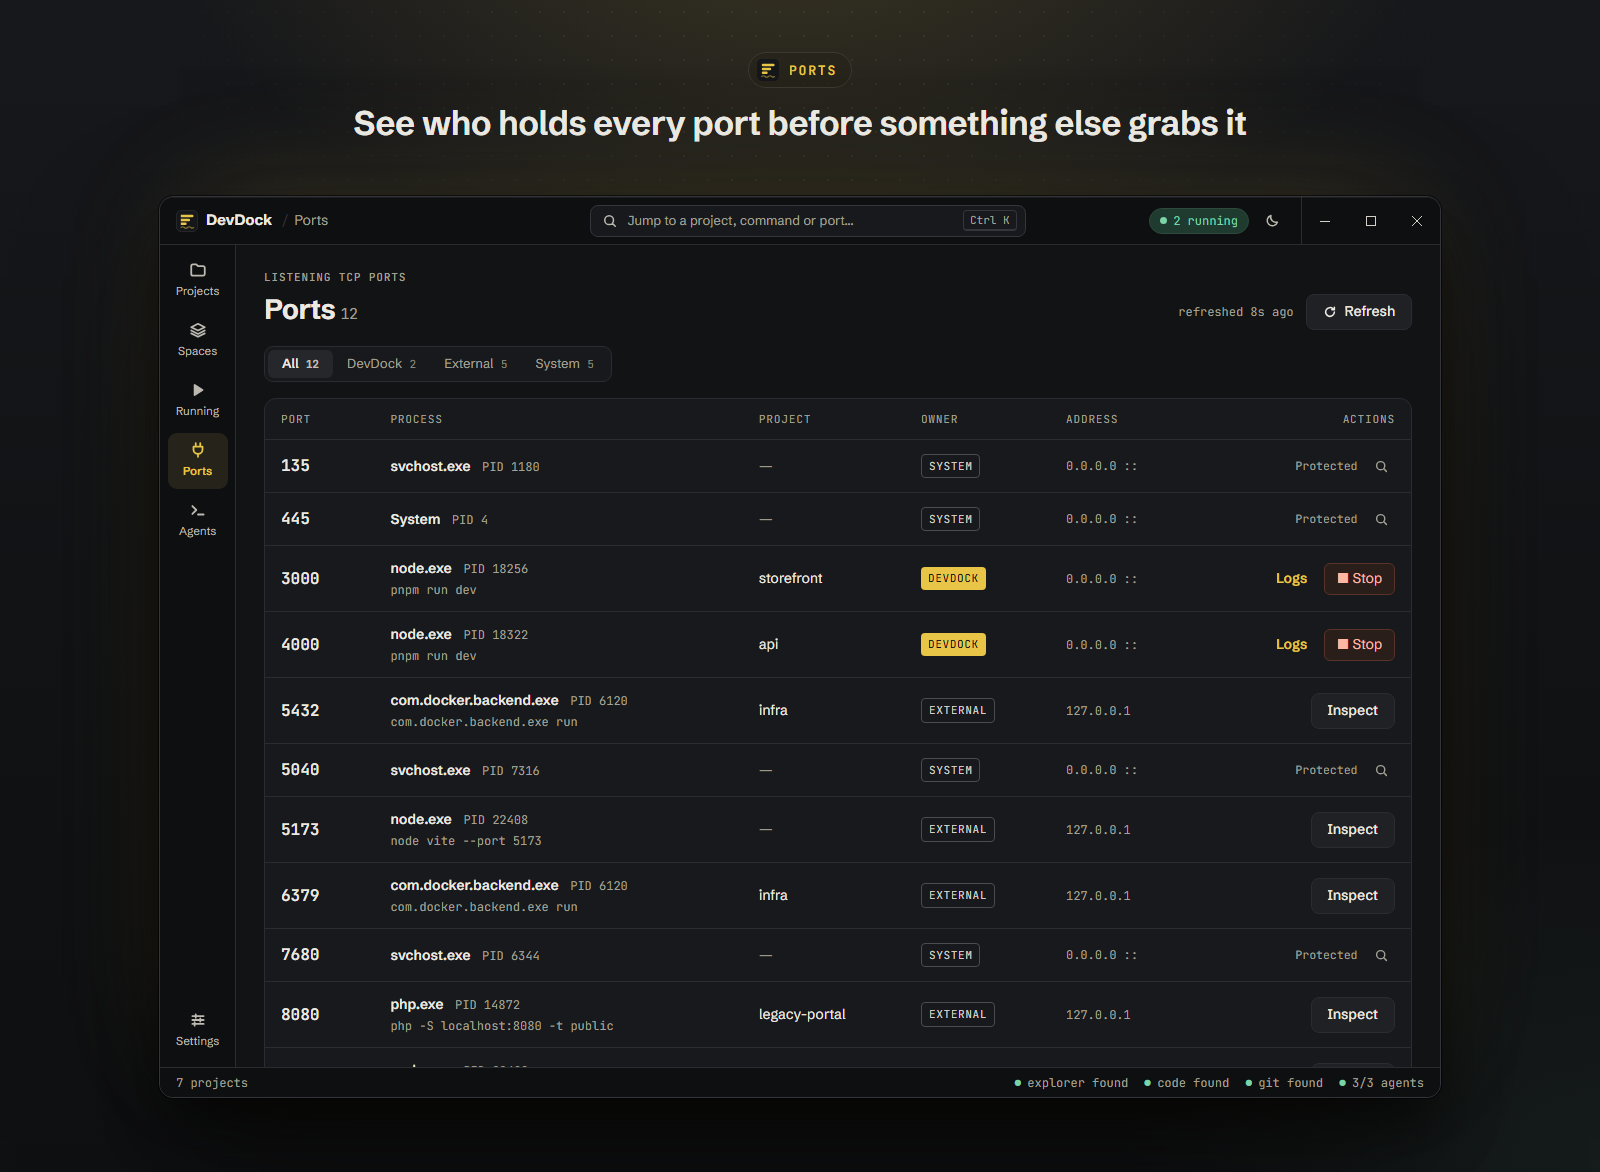 PORTS
See who holds every port before something else grabs it
DevDock / Ports
Jump to a project, command or port... Ctrl K
2 running
Projects
Spaces
Running
Ports
Agents
Settings
LISTENING TCP PORTS
Ports 12
refreshed 8s ago Refresh
All 12 DevDock 2 External 5 System 5
PORT PROCESS PROJECT OWNER ADDRESS ACTIONS
135 svchost.exe PID 1180 — SYSTEM 0.0.0.0 :: Protected
445 System PID 4 — SYSTEM 0.0.0.0 :: Protected
3000 node.exe PID 18256 storefront DEVDOCK 0.0.0.0 :: Logs Stop
pnpm run dev
4000 node.exe PID 18322 api DEVDOCK 0.0.0.0 :: Logs Stop
pnpm run dev
5432 com.docker.backend.exe PID 6120 infra EXTERNAL 127.0.0.1 Inspect
com.docker.backend.exe run
5040 svchost.exe PID 7316 — SYSTEM 0.0.0.0 :: Protected
5173 node.exe PID 22408 — EXTERNAL 127.0.0.1 Inspect
node vite --port 5173
6379 com.docker.backend.exe PID 6120 infra EXTERNAL 127.0.0.1 Inspect
com.docker.backend.exe run
7680 svchost.exe PID 6344 — SYSTEM 0.0.0.0 :: Protected
8080 php.exe PID 14872 legacy-portal EXTERNAL 127.0.0.1 Inspect
php -S localhost:8080 -t public
7 projects
explorer found code found git found 3/3 agents